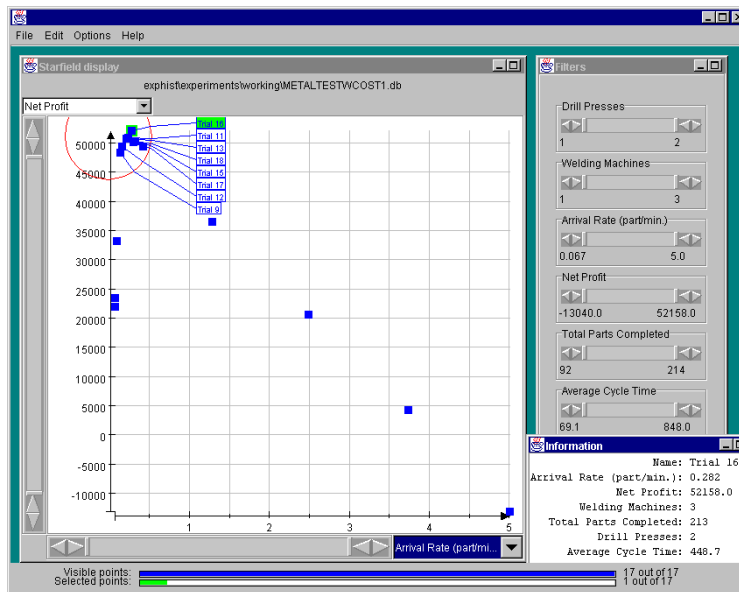 File Edit Options Help
Starfield display
exphist\experiments\working\METALTESTWCOST1.db
Net Profit
Trial 16
Trial 11
Trial 13
Trial 18
Trial 15
Trial 17
Trial 12
Trial 9
50000
45000
40000
35000
30000
25000
20000
15000
10000
5000
0
-5000
-10000
1 2 3 4 5
Arrival Rate (part/mi...
Filters
Drill Presses
1 2
Welding Machines
1 3
Arrival Rate (part/min.)
0.067 5.0
Net Profit
-13040.0 52158.0
Total Parts Completed
92 214
Average Cycle Time
69.1 848.0
Information
Name: Trial 16
Arrival Rate (part/min.): 0.282
Net Profit: 52158.0
Welding Machines: 3
Total Parts Completed: 213
Drill Presses: 2
Average Cycle Time: 448.7
Visible points: 17 out of 17
Selected points: 1 out of 17